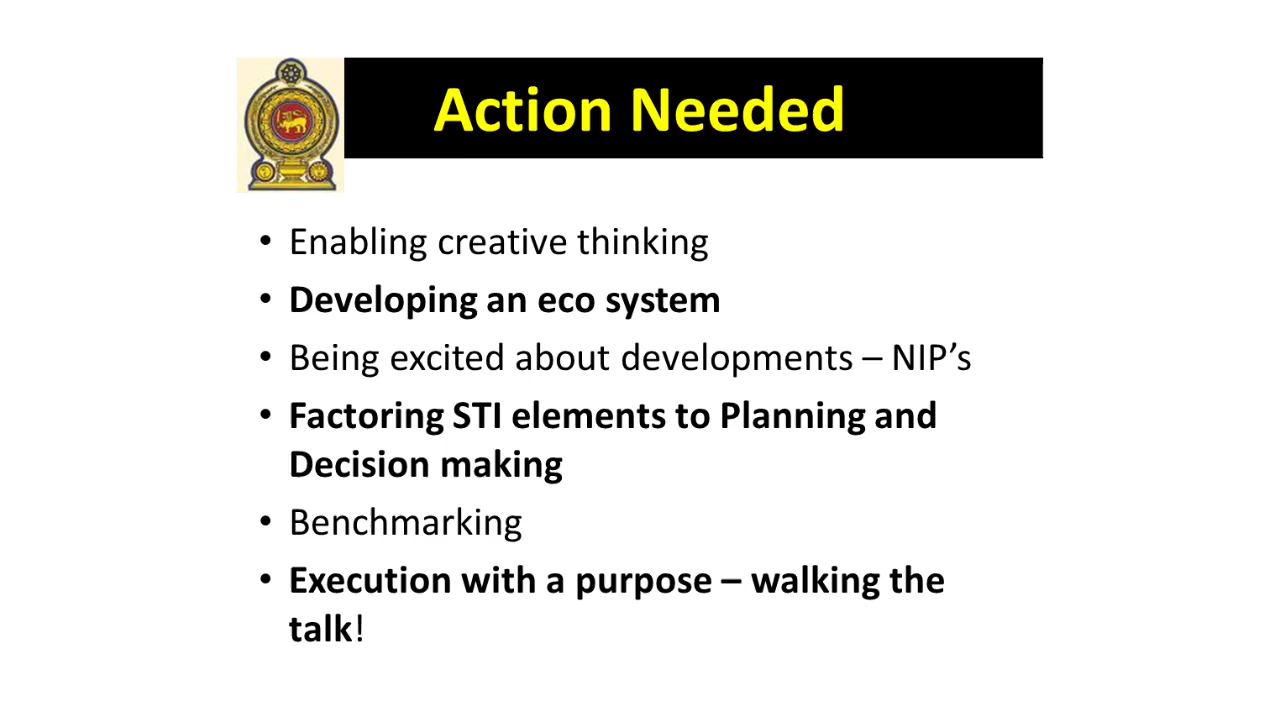 Action Needed
• Enabling creative thinking
• Developing an eco system
• Being excited about developments – NIP’s
• Factoring STI elements to Planning and
Decision making
• Benchmarking
• Execution with a purpose – walking the
talk!